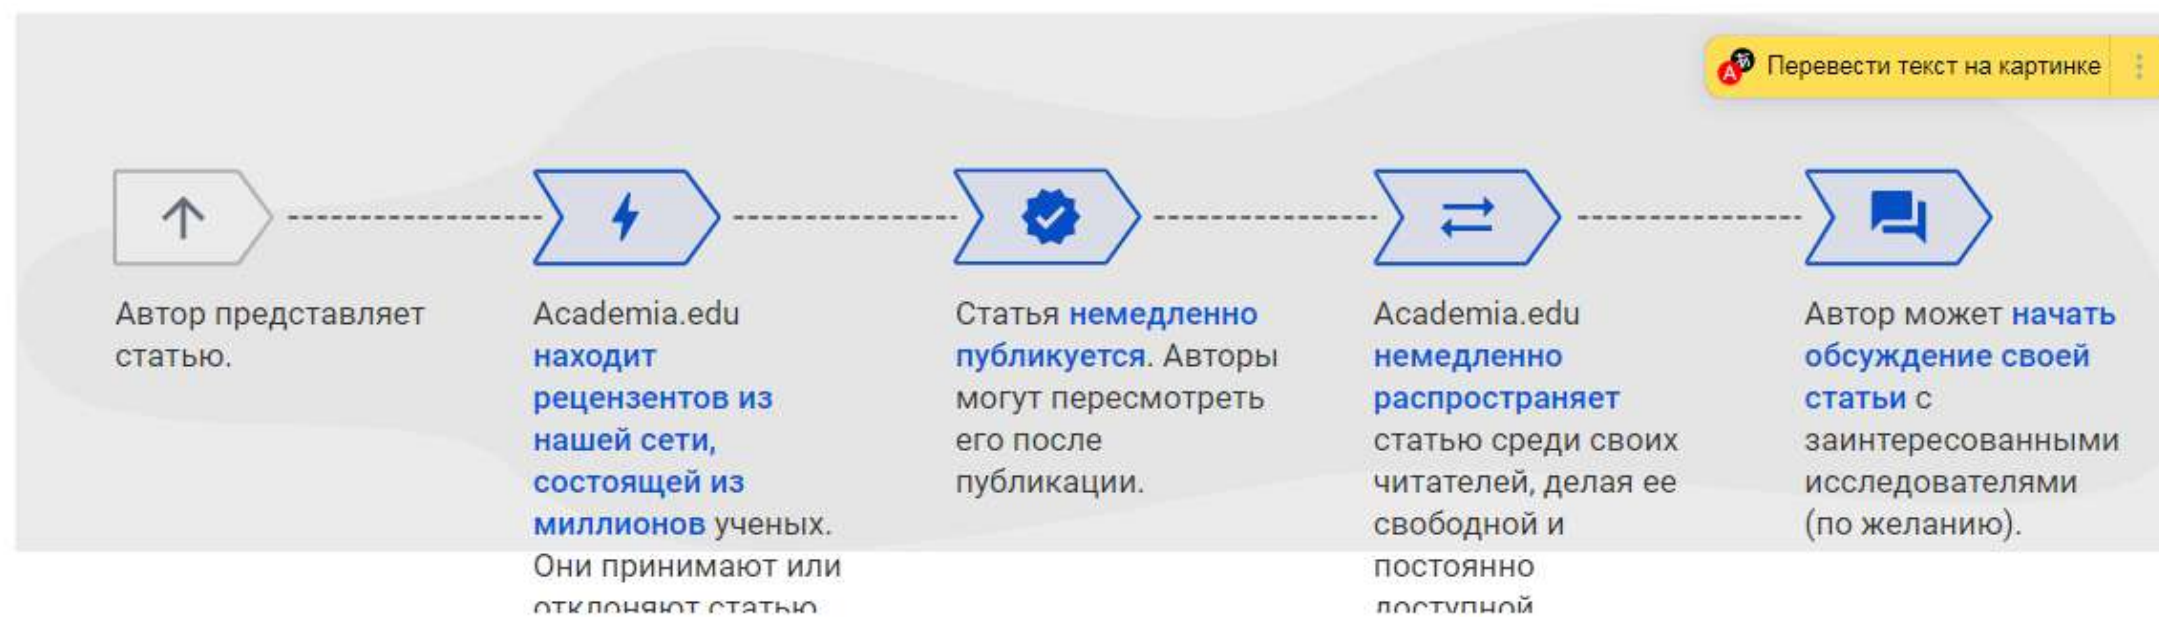 Перевести текст на картинке
Автор представляет
статью.
Academia.edu
находит
рецензентов из
нашей сети,
состоящей из
миллионов ученых.
Они принимают или
отклоняют статью
Статья немедленно
публикуется. Авторы
могут пересмотреть
его после
публикации.
Academia.edu
немедленно
распространяет
статью среди своих
читателей, делая ее
свободной и
постоянно
доступной
Автор может начать
обсуждение своей
статьи с
заинтересованными
исследователями
(по желанию).